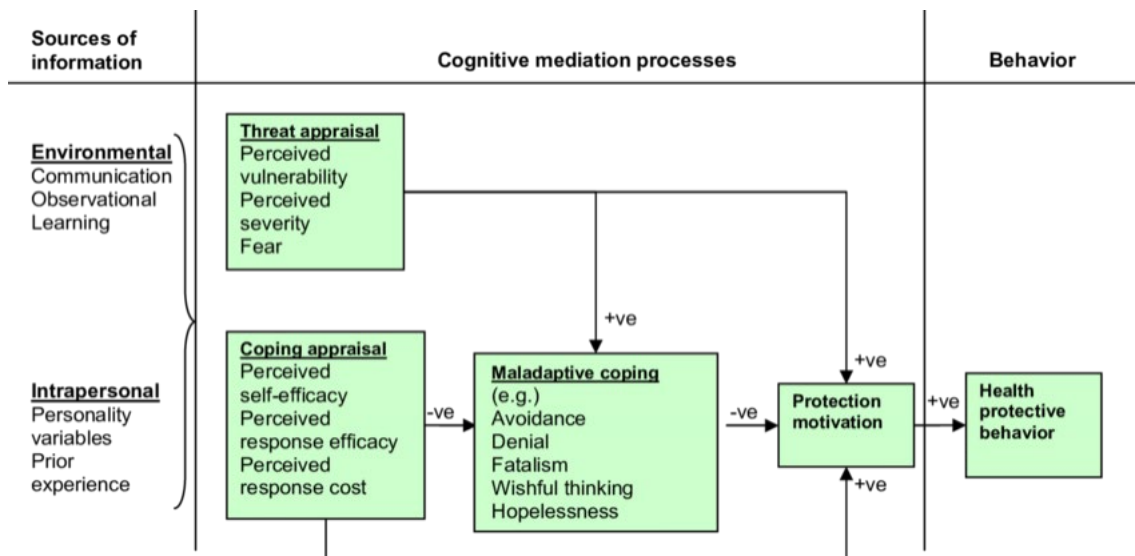 Sources of
information
Cognitive mediation processes
Behavior
Environmental
Communication
Observational
Learning
Intrapersonal
Personality
variables
Prior
experience
Threat appraisal
Perceived
vulnerability
Perceived
severity
Fear
Coping appraisal
Perceived
self-efficacy
Perceived
response efficacy
Perceived
response cost
-ve
+ve
Maladaptive coping
(e.g.)
Avoidance
Denial
Fatalism
Wishful thinking
Hopelessness
-ve
+ve
Protection
motivation
+ve
+ve
Health
protective
behavior